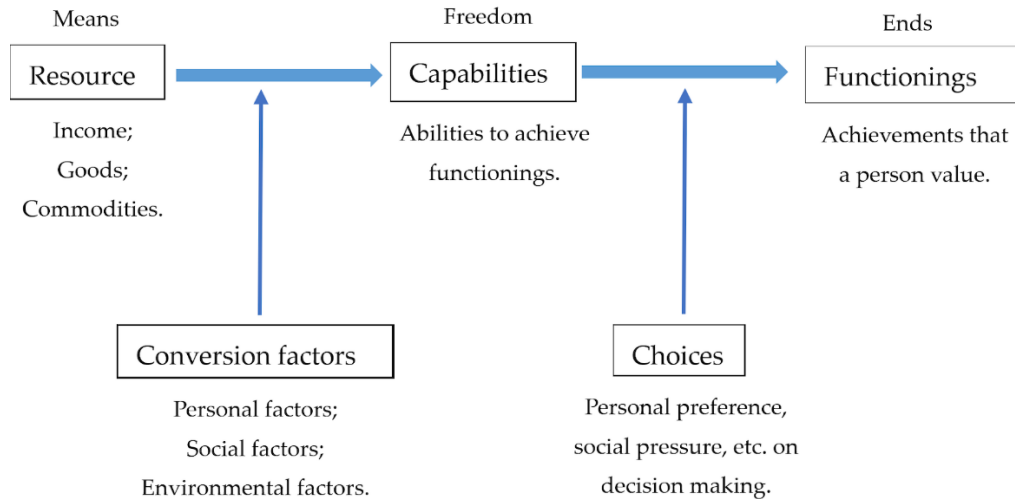 Means
Freedom
Ends
Resource
Capabilities
Functionings
Income;
Goods;
Commodities.
Abilities to achieve
functionings.
Achievements that
a person value.
Conversion factors
Choices
Personal factors;
Social factors;
Environmental factors.
Personal preference,
social pressure, etc. on
decision making.